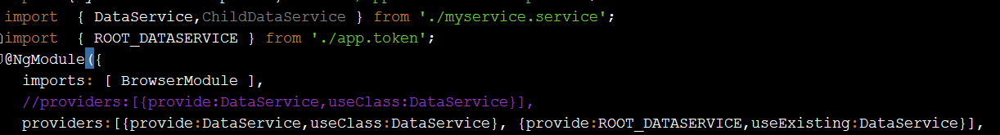 import  { DataService,ChildDataService } from './myservice.service';
import  { ROOT_DATASERVICE } from './app.token';
@NgModule({
imports: [ BrowserModule ],
//providers:[{provide:DataService,useClass:DataService}],
providers:[{provide:DataService,useClass:DataService}, {provide:ROOT_DATASERVICE,useExisting:DataService}],